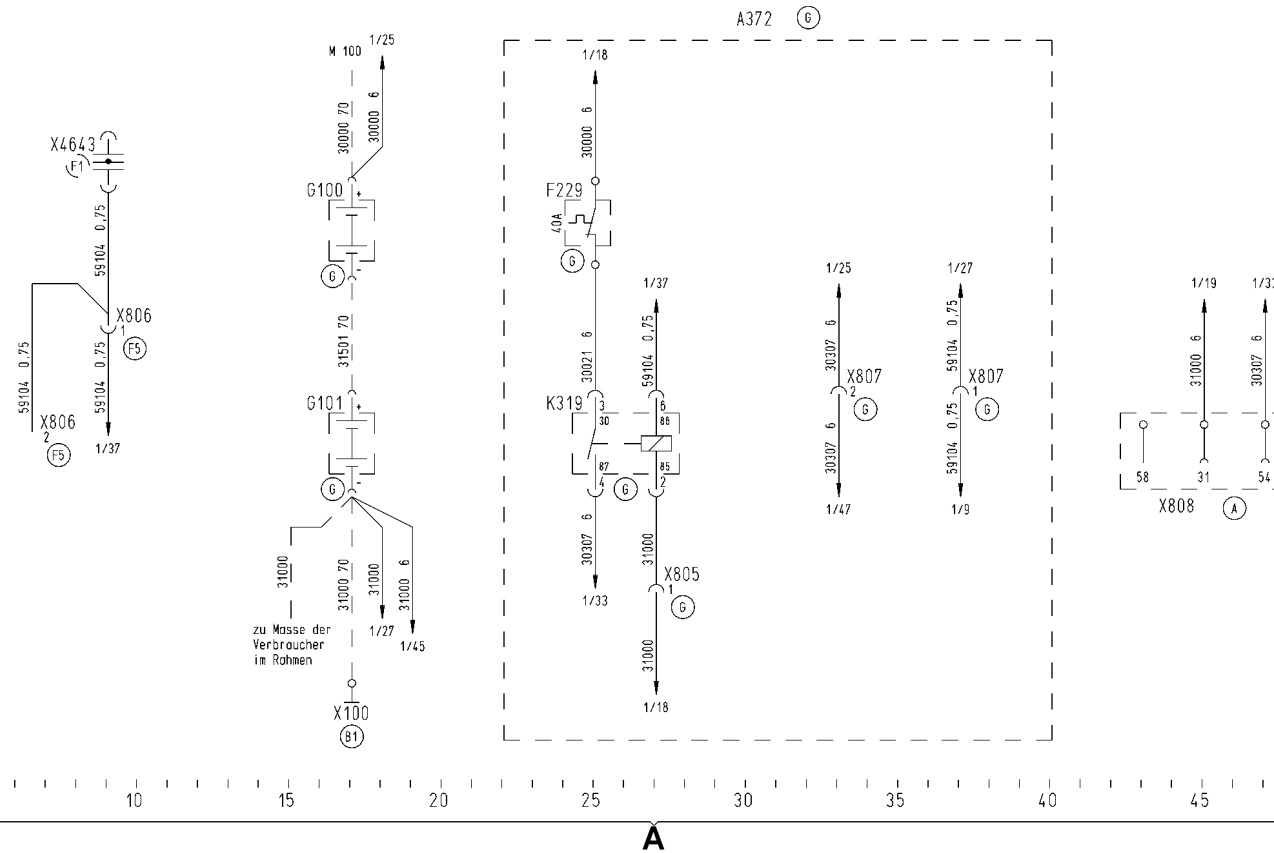 A372 G
M 100
1/25
30000 70
30000 6
1/18
30000 6
X4643
F1
59104 0,75
G100
+
-
G
F229
40A
G
31501 70
X806
1
F5
59104 0,75
59104 0,75
X806
2
F5
1/37
G101
+
-
G
30021 6
1/37
59104 0,75
K319
3
30
6
86
87
4
85
2
G
30307 6
1/33
31000
X805
1
G
31000
1/18
1/25
30307 6
X807
2
G
30307 6
1/47
1/27
59104 0,75
X807
1
G
59104 0,75
1/9
1/19
31000 6
30307 6
58
31
54
X808
A
31000
31000 70
31000
31000 6
1/27
1/45
zu Masse der
Verbraucher
im Rahmen
X100
B1
10 15 20 25 30 35 40 45
A